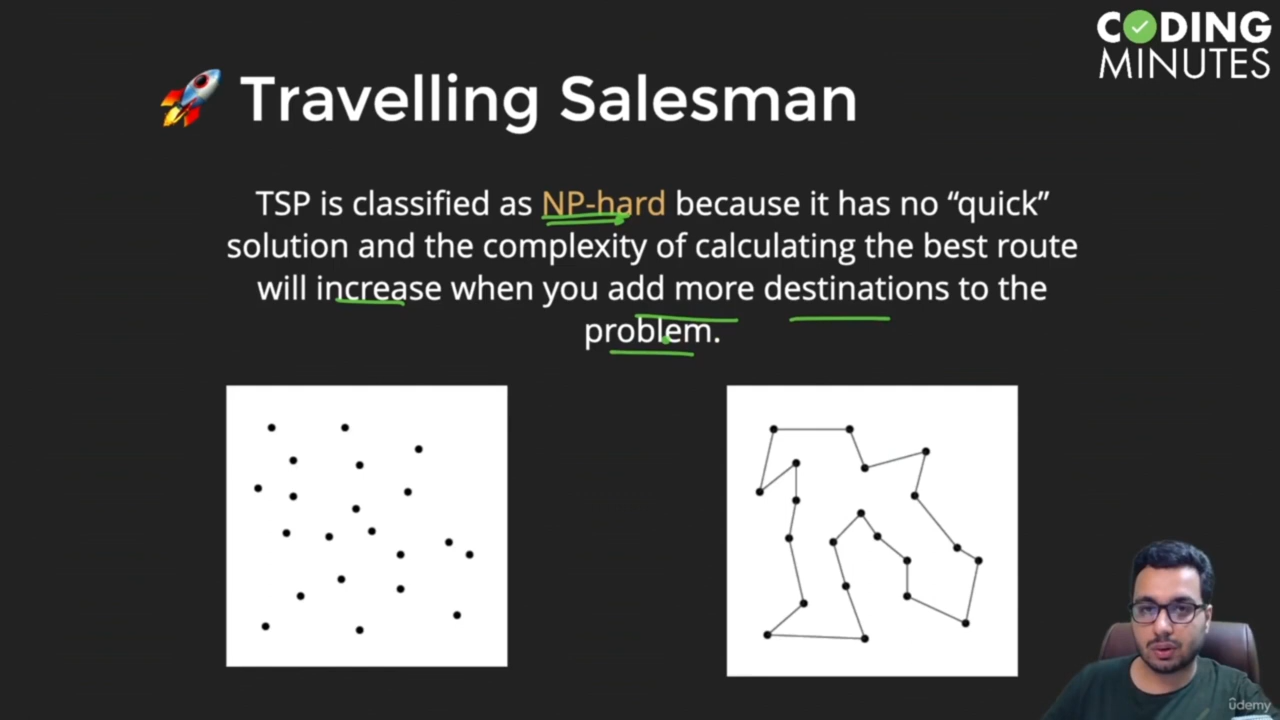 CODING
MINUTES
Travelling Salesman
TSP is classified as NP-hard because it has no “quick”
solution and the complexity of calculating the best route
will increase when you add more destinations to the
problem.
ûdemy